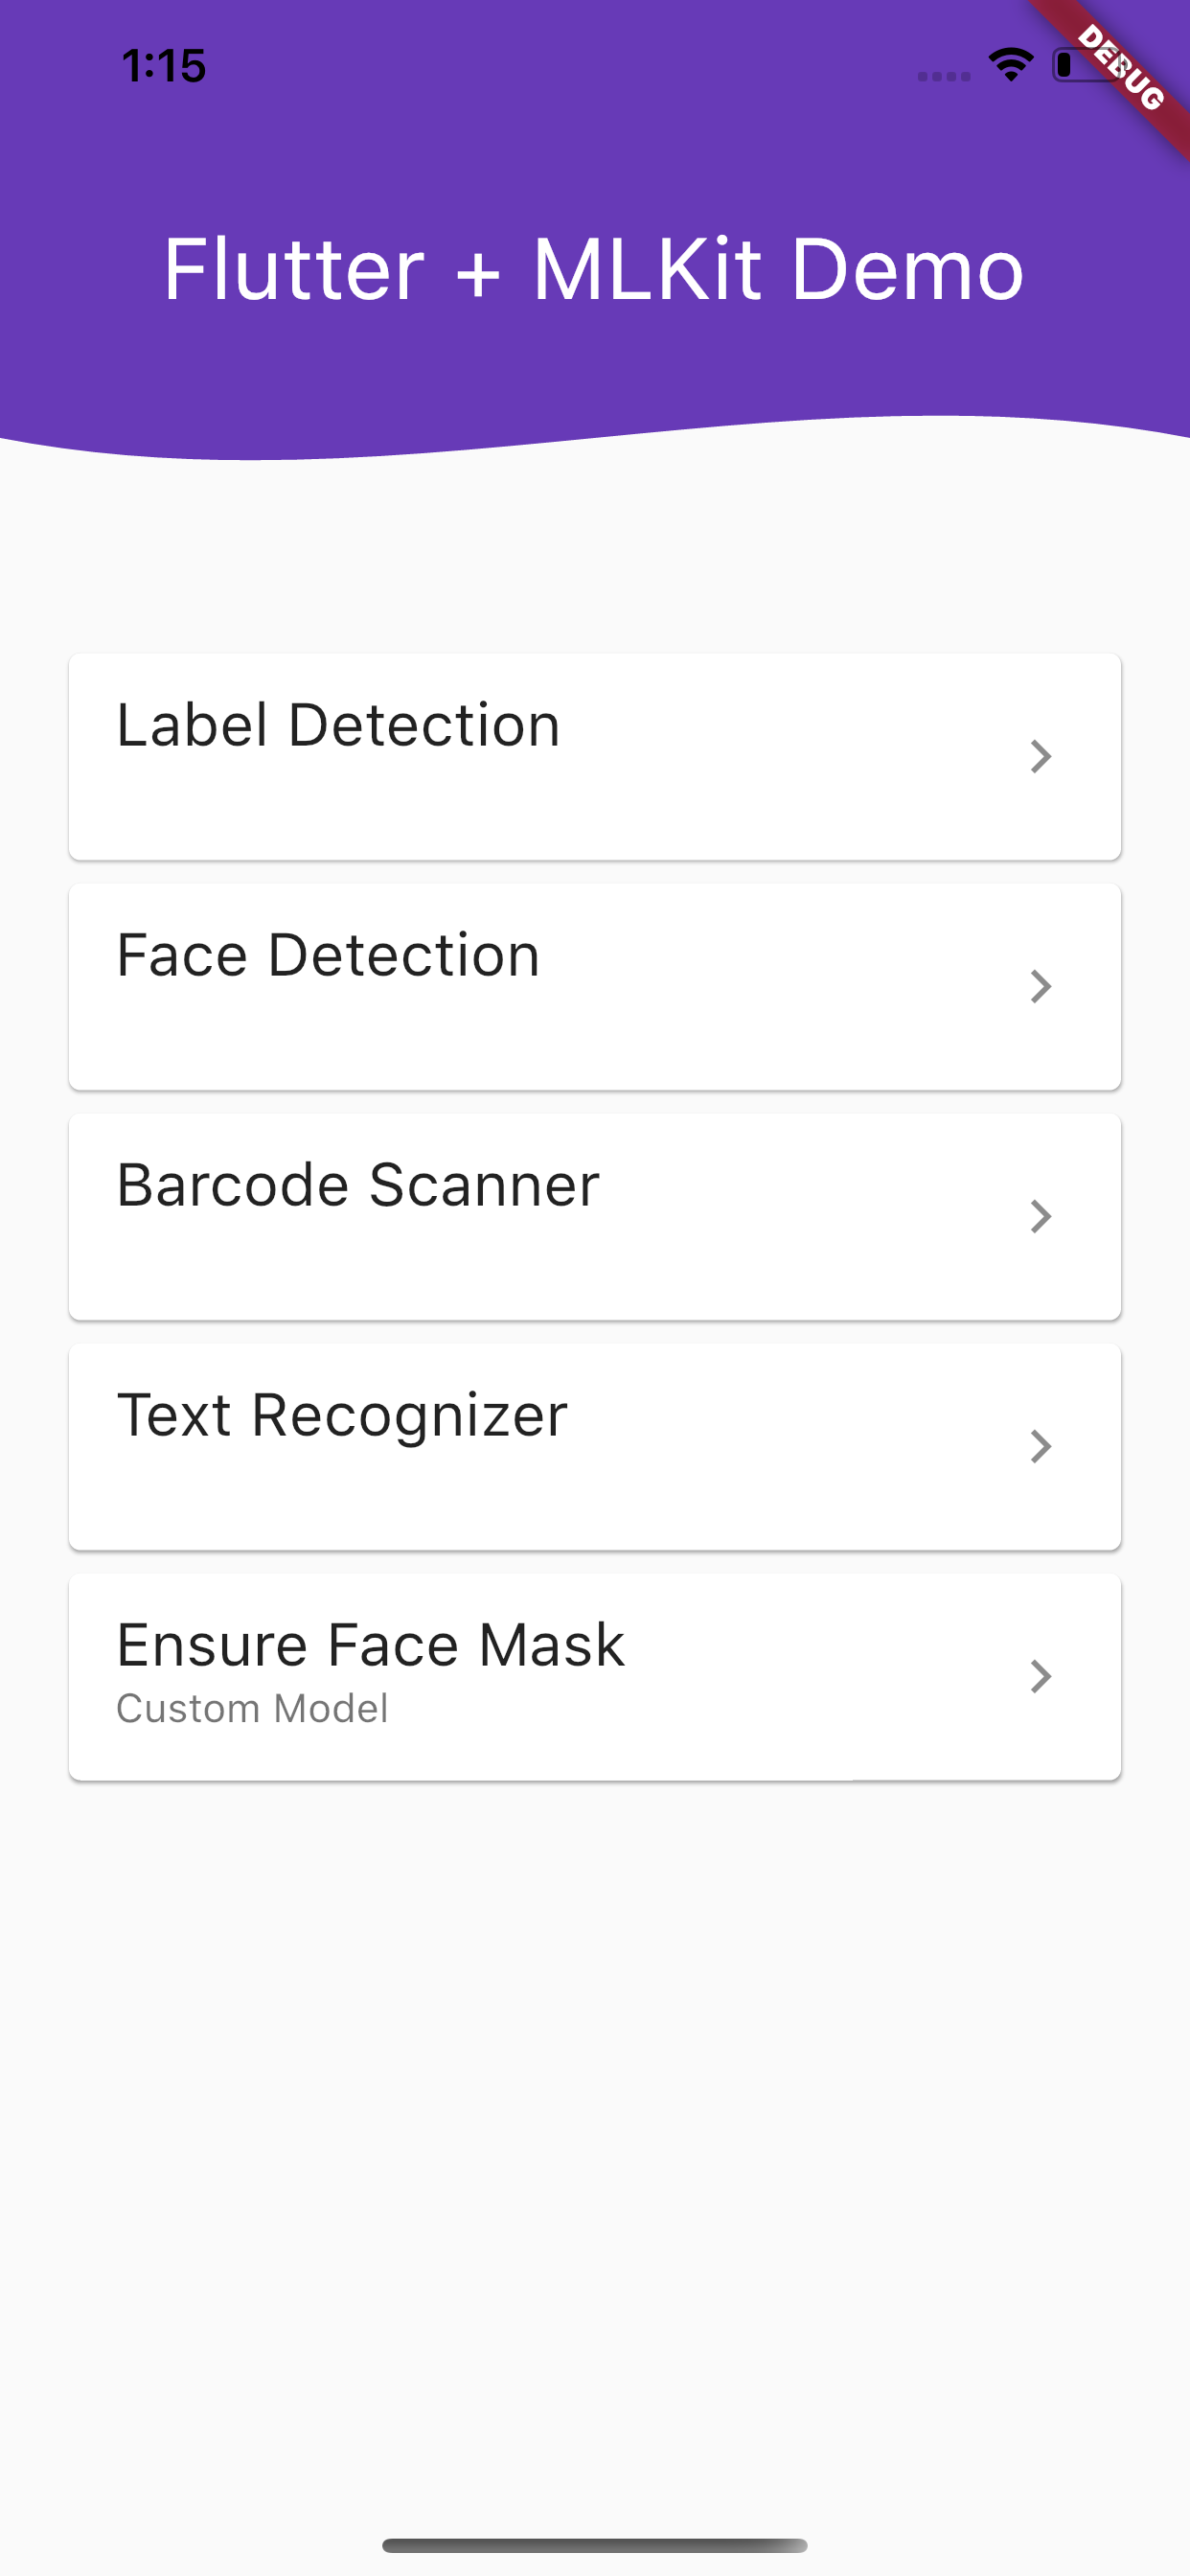 1:15
DEBUG
Flutter + MLKit Demo
Label Detection
Face Detection
Barcode Scanner
Text Recognizer
Ensure Face Mask
Custom Model